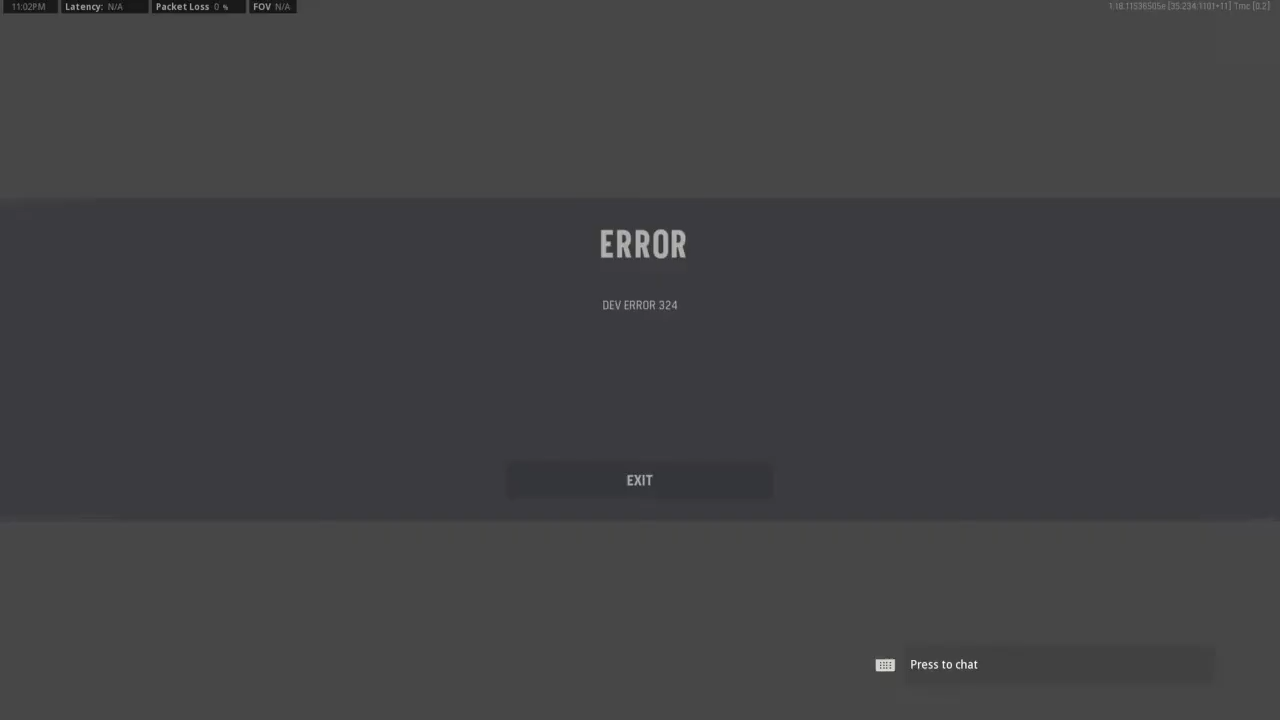 11:02PM Latency: N/A Packet Loss 0 % FOV N/A
ERROR
DEV ERROR 324
EXIT
Press to chat